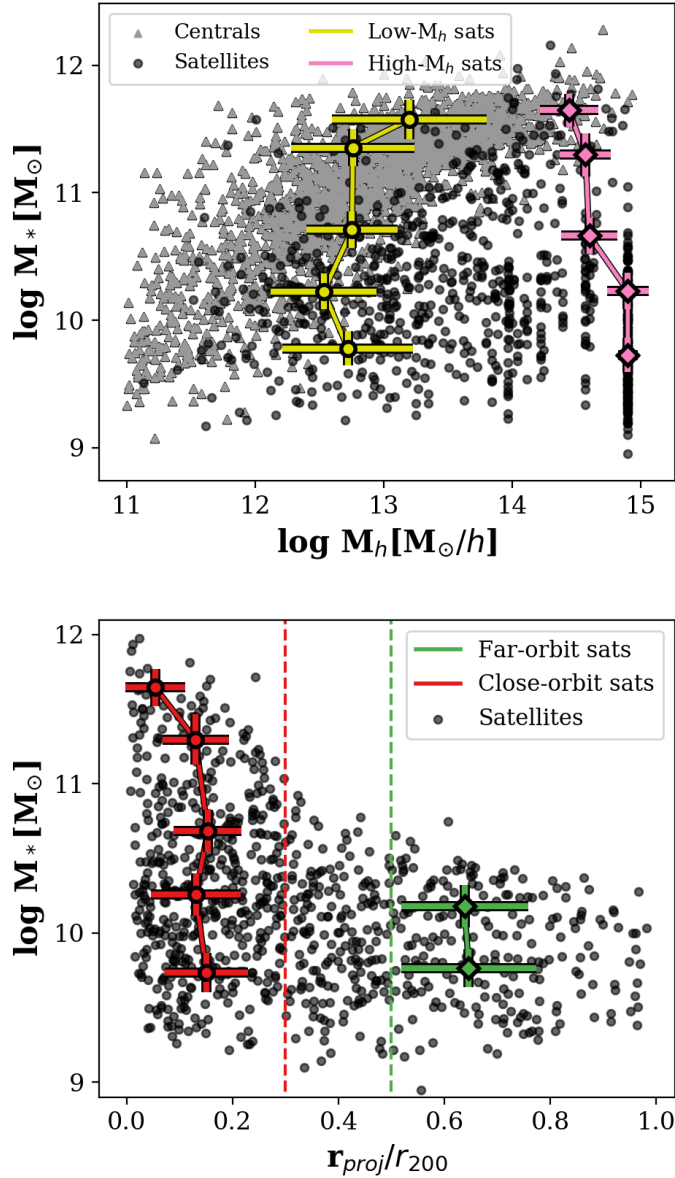 Centrals
Satellites
Low-M_h sats
High-M_h sats
12
11
10
9
log M_*[M_⊙]
11 12 13 14 15
log M_h[M_⊙/h]
Far-orbit sats
Close-orbit sats
Satellites
12
11
10
9
log M_*[M_⊙]
0.0 0.2 0.4 0.6 0.8 1.0
r_proj/r_200